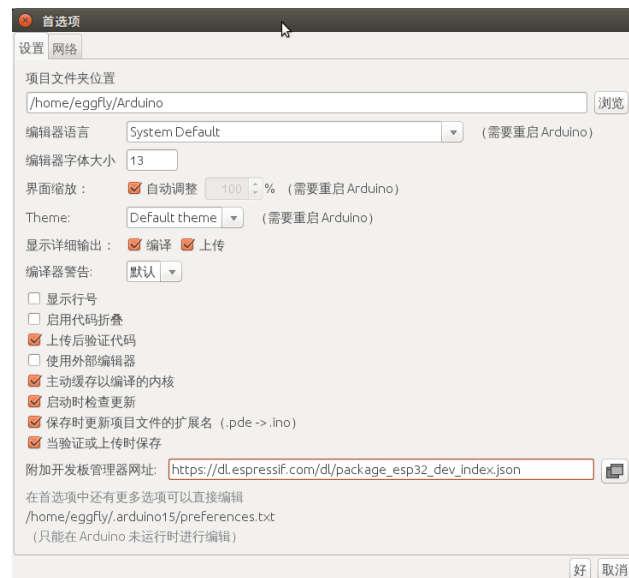 首选项
设置 网络
项目文件夹位置
/home/eggfly/Arduino 浏览
编辑器语言 System Default （需要重启 Arduino）
编辑器字体大小 13
界面缩放： 自动调整 100 % （需要重启 Arduino）
Theme: Default theme （需要重启 Arduino）
显示详细输出： 编译 上传
编译器警告: 默认
显示行号
启用代码折叠
上传后验证代码
使用外部编辑器
主动缓存以编译的内核
启动时检查更新
保存时更新项目文件的扩展名（.pde -> .ino）
当验证或上传时保存
附加开发板管理器网址: https://dl.espressif.com/dl/package_esp32_dev_index.json
在首选项中还有更多选项可以直接编辑
/home/eggfly/.arduino15/preferences.txt
（只能在 Arduino 未运行时进行编辑）
好 取消